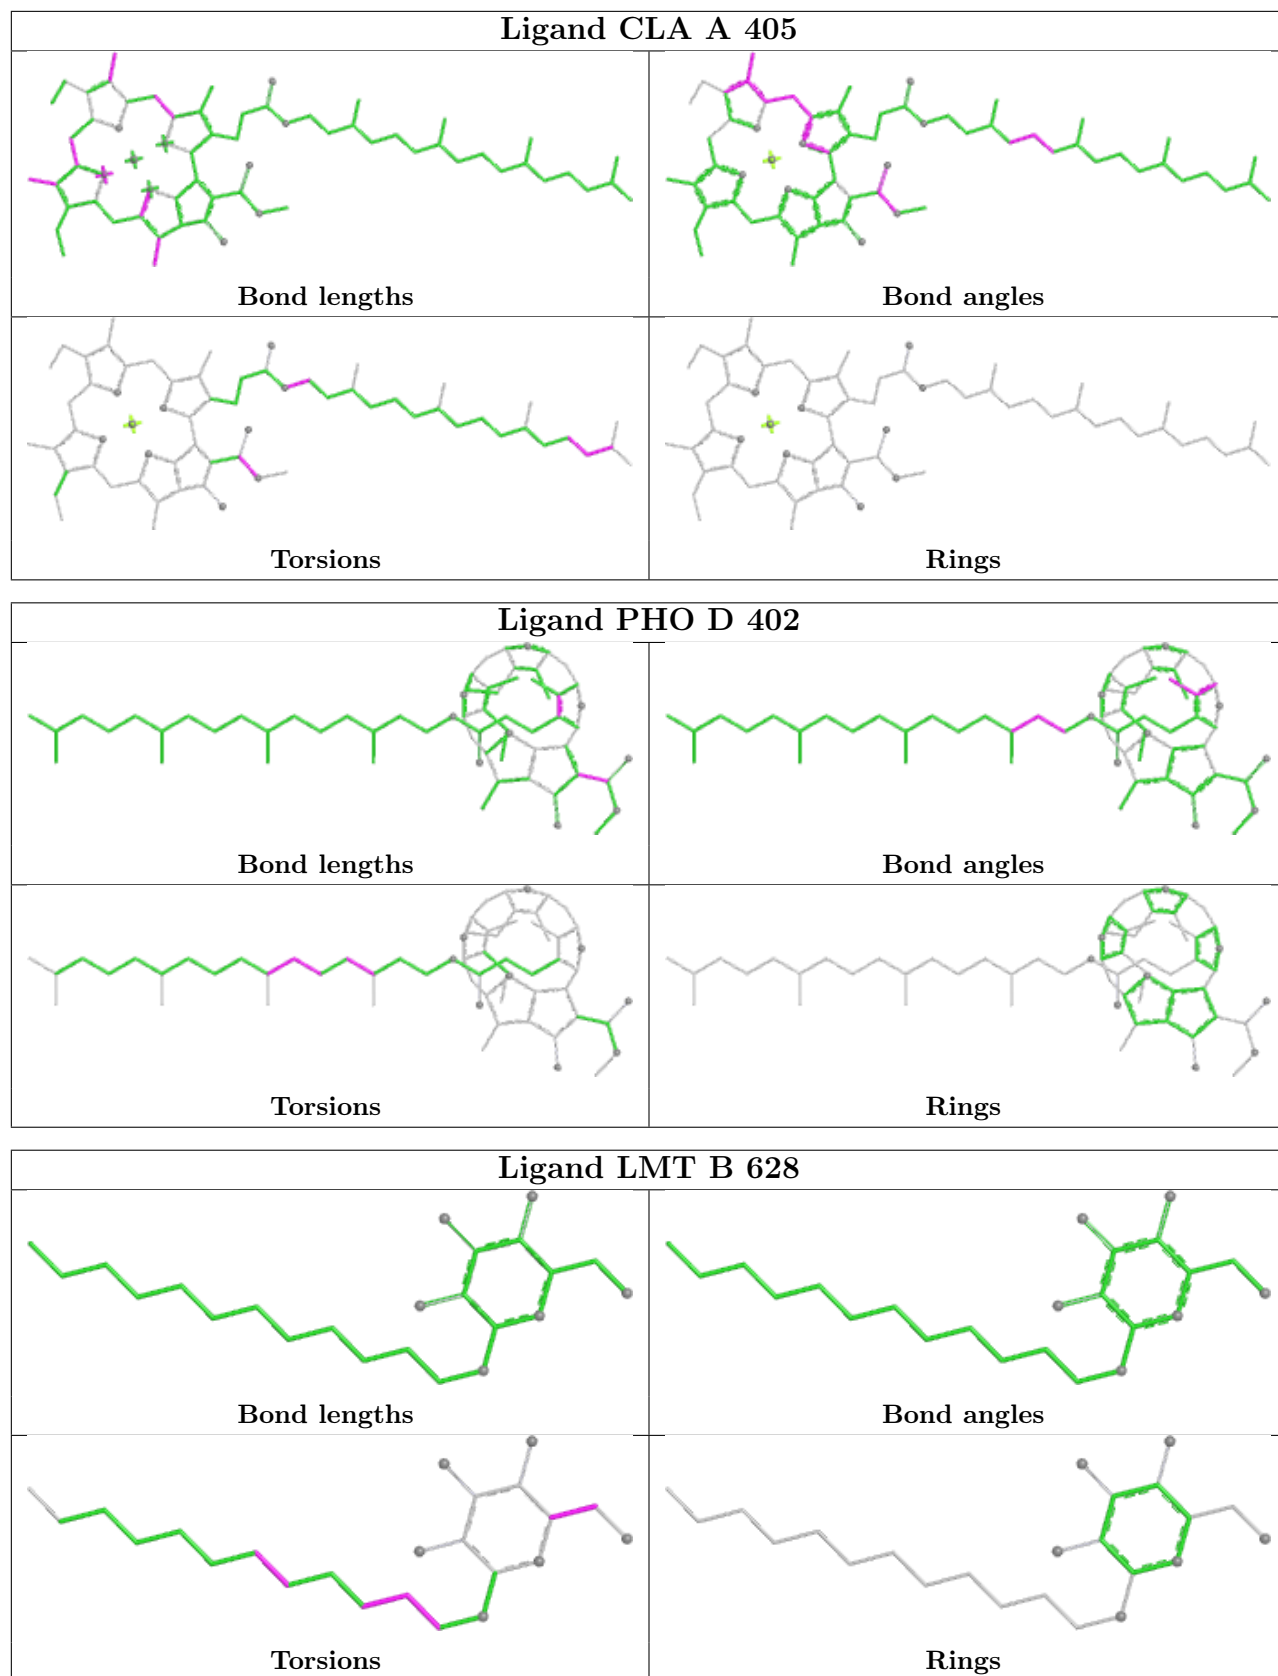 Ligand CLA A 405
Bond lengths
Bond angles
Torsions
Rings
Ligand PHO D 402
Bond lengths
Bond angles
Torsions
Rings
Ligand LMT B 628
Bond lengths
Bond angles
Torsions
Rings